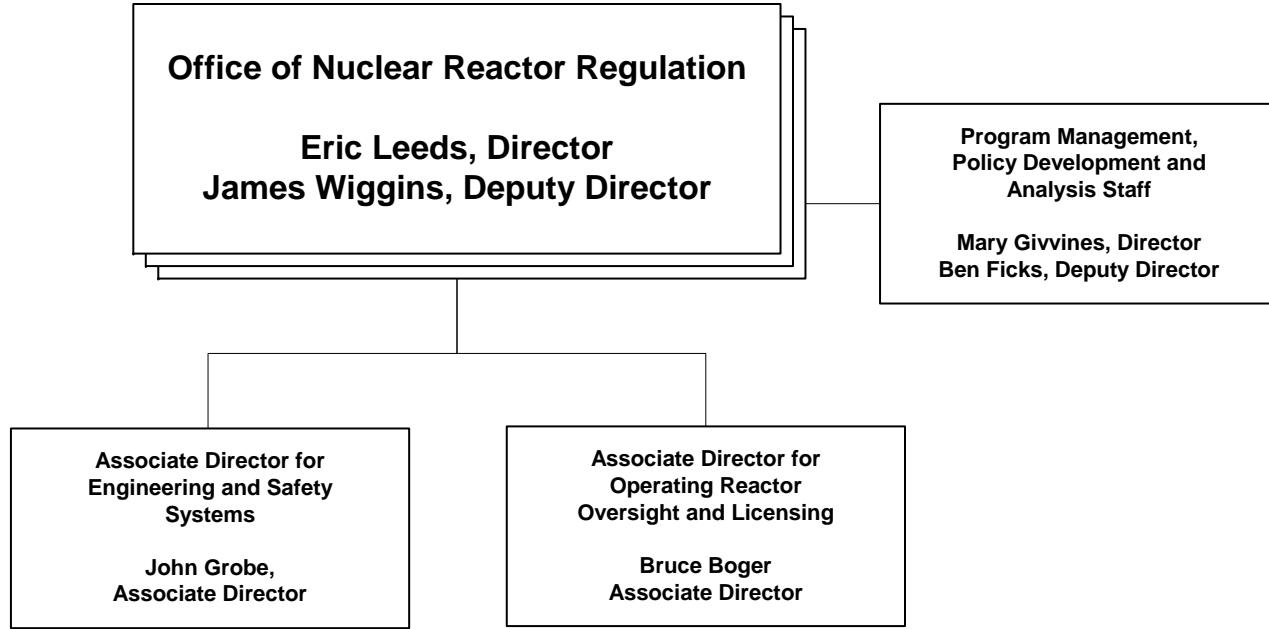 Office of Nuclear Reactor Regulation
Eric Leeds, Director
James Wiggins, Deputy Director
Program Management,
Policy Development and
Analysis Staff
Mary Givvines, Director
Ben Ficks, Deputy Director
Associate Director for
Engineering and Safety
Systems
John Grobe,
Associate Director
Associate Director for
Operating Reactor
Oversight and Licensing
Bruce Boger
Associate Director